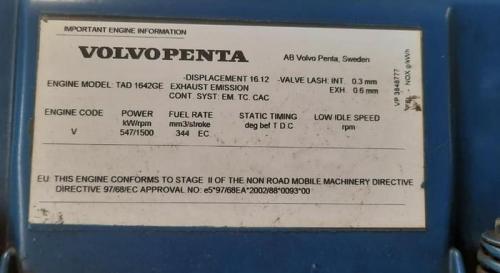 IMPORTANT ENGINE INFORMATION
VOLVO PENTA AB Volvo Penta, Sweden
-DISPLACEMENT 16.12 -VALVE LASH: INT. 0.3 mm
ENGINE MODEL: TAD 1642GE EXHAUST EMISSION EXH. 0.6 mm
CONT. SYST: EM. TC. CAC
ENGINE CODE POWER FUEL RATE STATIC TIMING LOW IDLE SPEED
kW/rpm mm3/stroke deg bef T D C rpm
V 547/1500 344 EC
EU: THIS ENGINE CONFORMS TO STAGE II OF THE NON ROAD MOBILE MACHINERY DIRECTIVE
DIRECTIVE 97/68/EC APPROVAL NO: e5*97/68EA*2002/88*0093*00
VP 3848777
NOX g/kWh